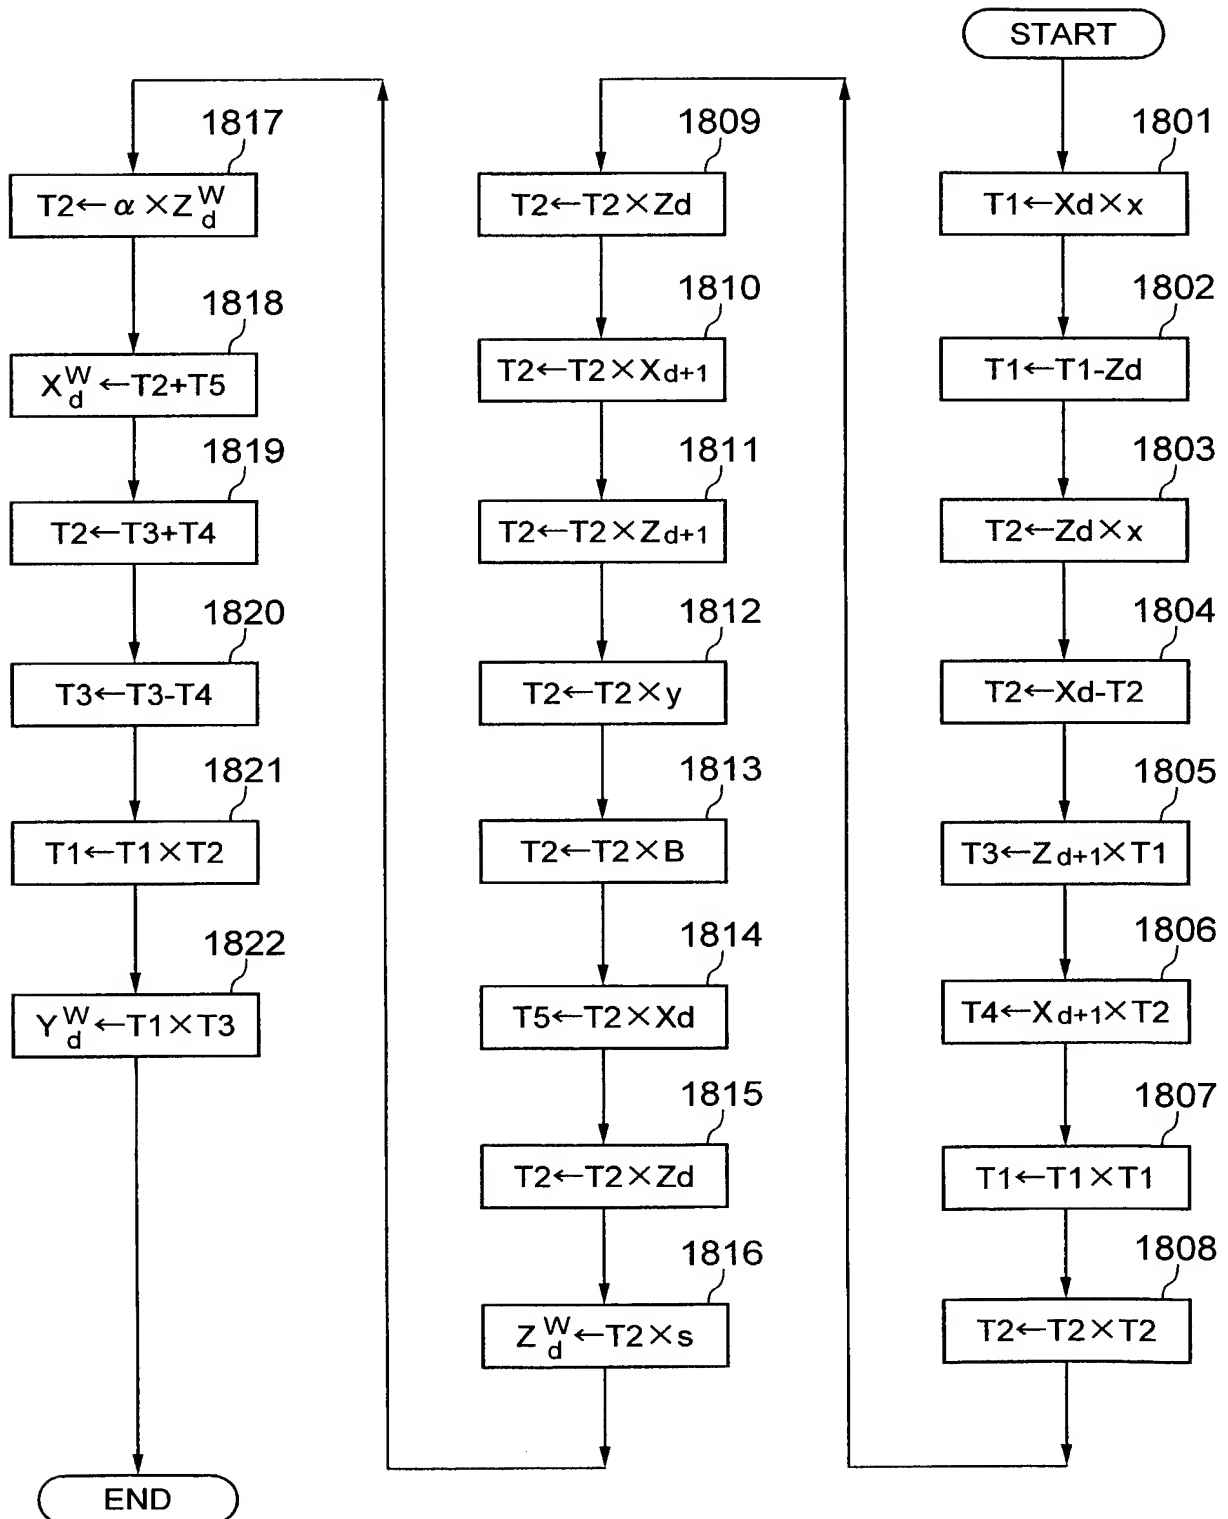 START
1801
T1←Xd×x
1802
T1←T1-Zd
1803
T2←Zd×x
1804
T2←Xd-T2
1805
T3←Zd+1×T1
1806
T4←Xd+1×T2
1807
T1←T1×T1
1808
T2←T2×T2
1809
T2←T2×Zd
1810
T2←T2×Xd+1
1811
T2←T2×Zd+1
1812
T2←T2×y
1813
T2←T2×B
1814
T5←T2×Xd
1815
T2←T2×Zd
1816
Z^W_d←T2×s
1817
T2←α×Z^W_d
1818
X^W_d←T2+T5
1819
T2←T3+T4
1820
T3←T3-T4
1821
T1←T1×T2
1822
Y^W_d←T1×T3
END